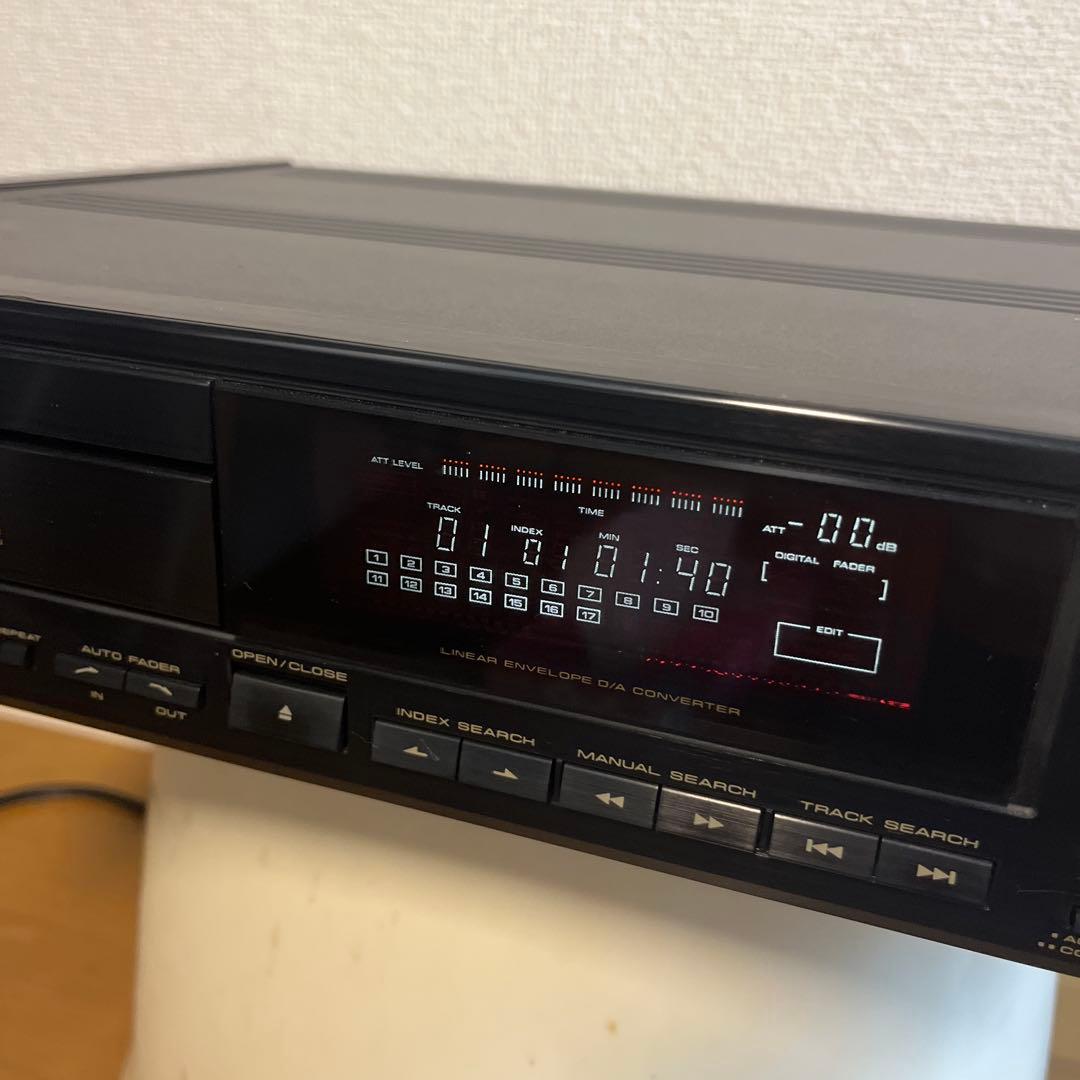 ATT LEVEL
TRACK INDEX TIME MIN SEC
01 01 01:40
ATT -00 dB
DIGITAL FADER
1 2 3 4 5 6 7 8 9 10
11 12 13 14 15 16 17
EDIT
LINEAR ENVELOPE D/A CONVERTER
REPEAT
AUTO FADER
IN
OUT
OPEN/CLOSE
INDEX SEARCH
MANUAL SEARCH
TRACK SEARCH